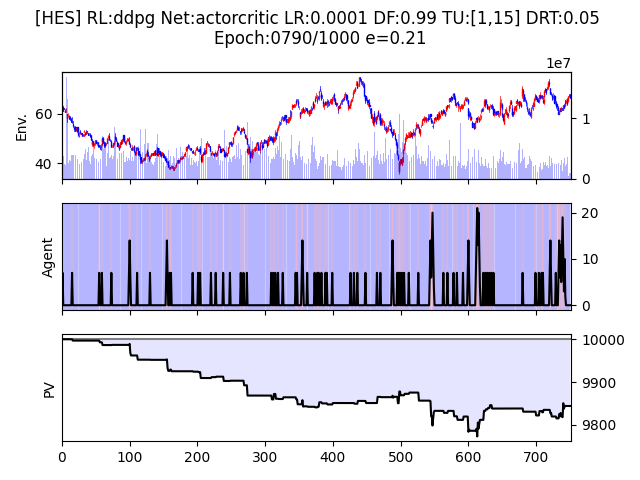 [HES] RL:ddpg Net:actorcritic LR:0.0001 DF:0.99 TU:[1,15] DRT:0.05
Epoch:0790/1000 e=0.21
1e7
Env.
60
40
1
0
Agent
20
10
0
PV
10000
9900
9800
0 100 200 300 400 500 600 700